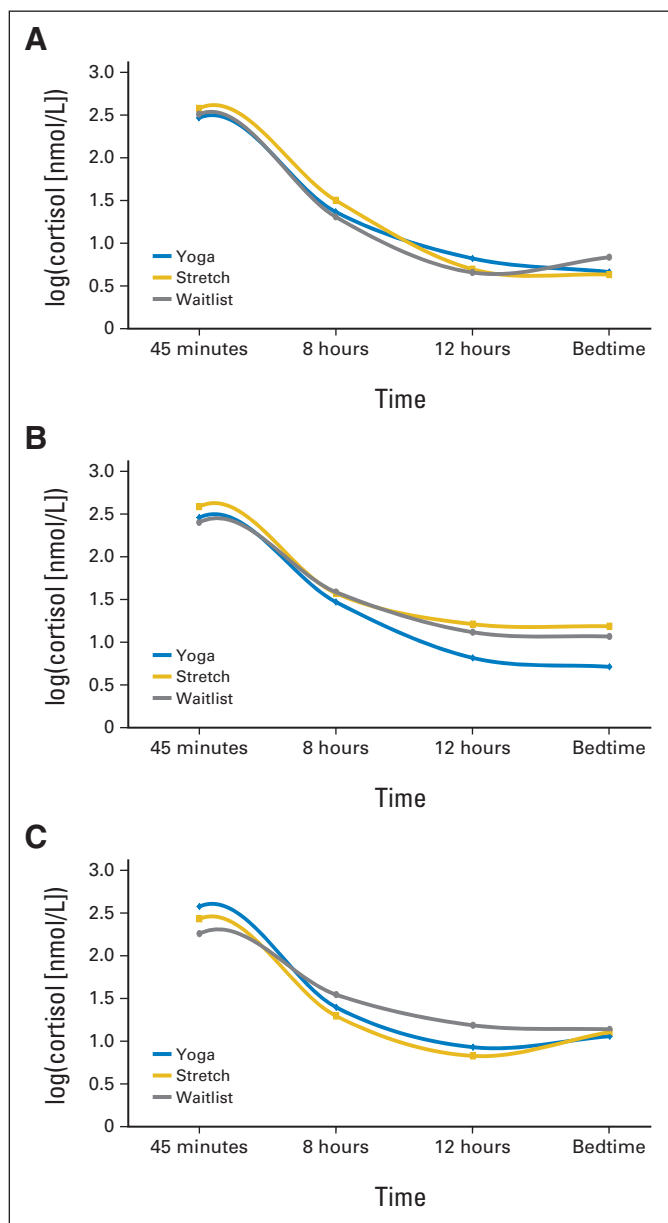 A
log(cortisol [nmol/L])
3.0
2.5
2.0
1.5
1.0
0.5
0
Yoga
Stretch
Waitlist
45 minutes 8 hours 12 hours Bedtime
Time
B
log(cortisol [nmol/L])
3.0
2.5
2.0
1.5
1.0
0.5
0
Yoga
Stretch
Waitlist
45 minutes 8 hours 12 hours Bedtime
Time
C
log(cortisol [nmol/L])
3.0
2.5
2.0
1.5
1.0
0.5
0
Yoga
Stretch
Waitlist
45 minutes 8 hours 12 hours Bedtime
Time